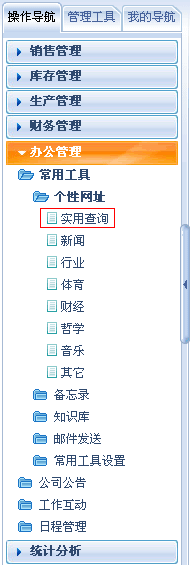 操作导航 管理工具 我的导航
销售管理
库存管理
生产管理
财务管理
办公管理
常用工具
个性网址
实用查询
新闻
行业
体育
财经
哲学
音乐
其它
备忘录
知识库
邮件发送
常用工具设置
公司公告
工作互动
日程管理
统计分析